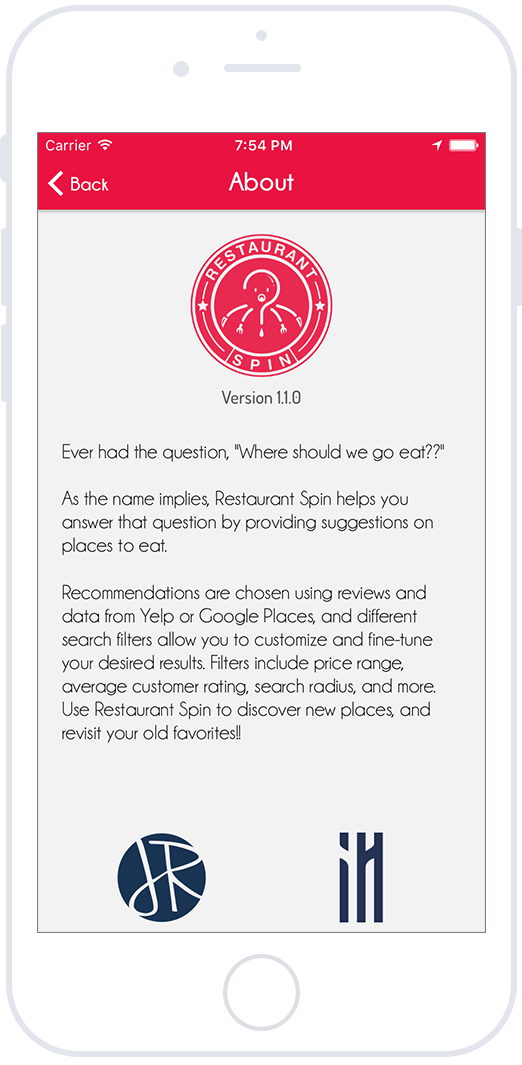 Carrier 7:54 PM
Back About
RESTAURANT
SPIN
Version 1.1.0
Ever had the question, "Where should we go eat??"
As the name implies, Restaurant Spin helps you
answer that question by providing suggestions on
places to eat.
Recommendations are chosen using reviews and
data from Yelp or Google Places, and different
search filters allow you to customize and fine-tune
your desired results. Filters include price range,
average customer rating, search radius, and more.
Use Restaurant Spin to discover new places, and
revisit your old favorites!!
JR iH